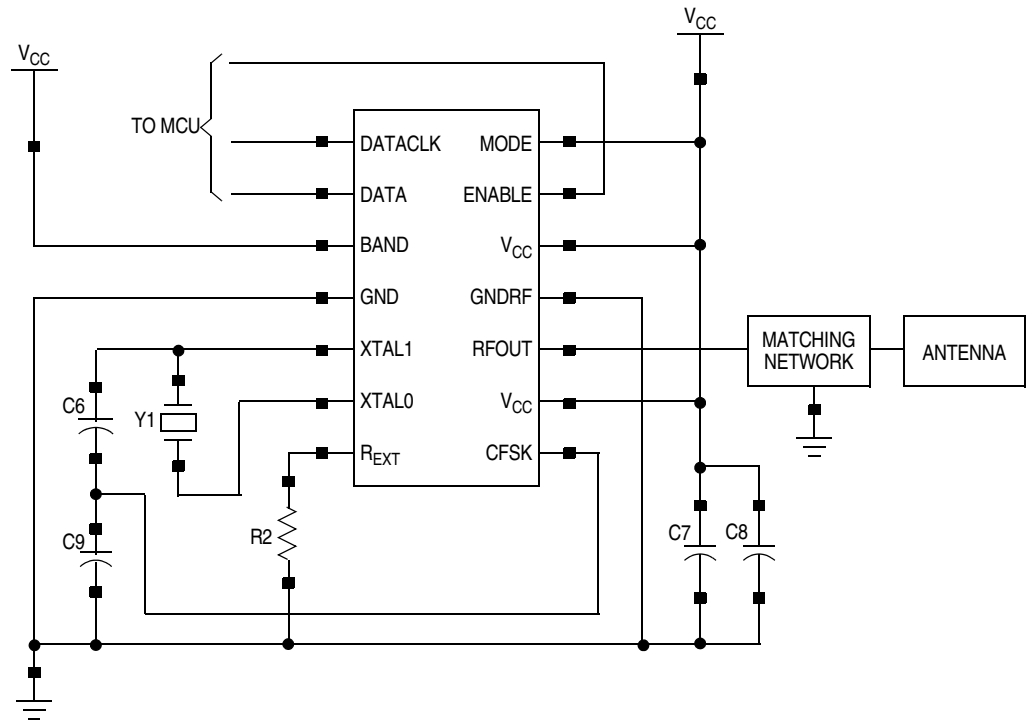 VCC
VCC
TO MCU
DATACLK MODE
DATA ENABLE
BAND VCC
GND GNDRF
XTAL1 RFOUT
XTAL0 VCC
REXT CFSK
MATCHING
NETWORK
ANTENNA
C6
Y1
C9
R2
C7
C8